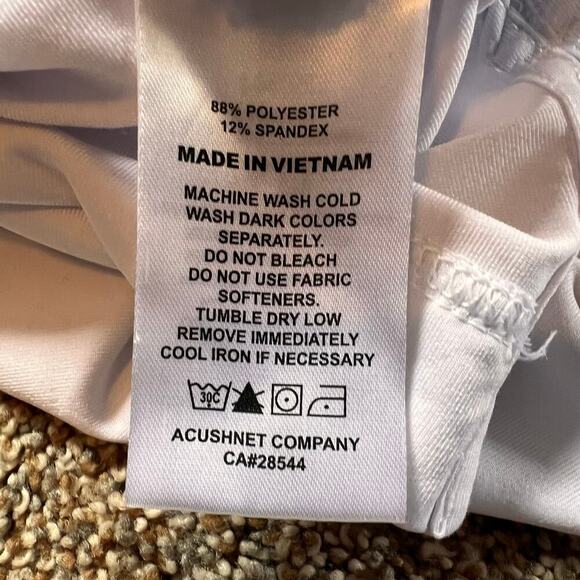 88% POLYESTER
12% SPANDEX
MADE IN VIETNAM
MACHINE WASH COLD
WASH DARK COLORS
SEPARATELY.
DO NOT BLEACH
DO NOT USE FABRIC
SOFTENERS.
TUMBLE DRY LOW
REMOVE IMMEDIATELY
COOL IRON IF NECESSARY
30C
ACUSHNET COMPANY
CA#28544